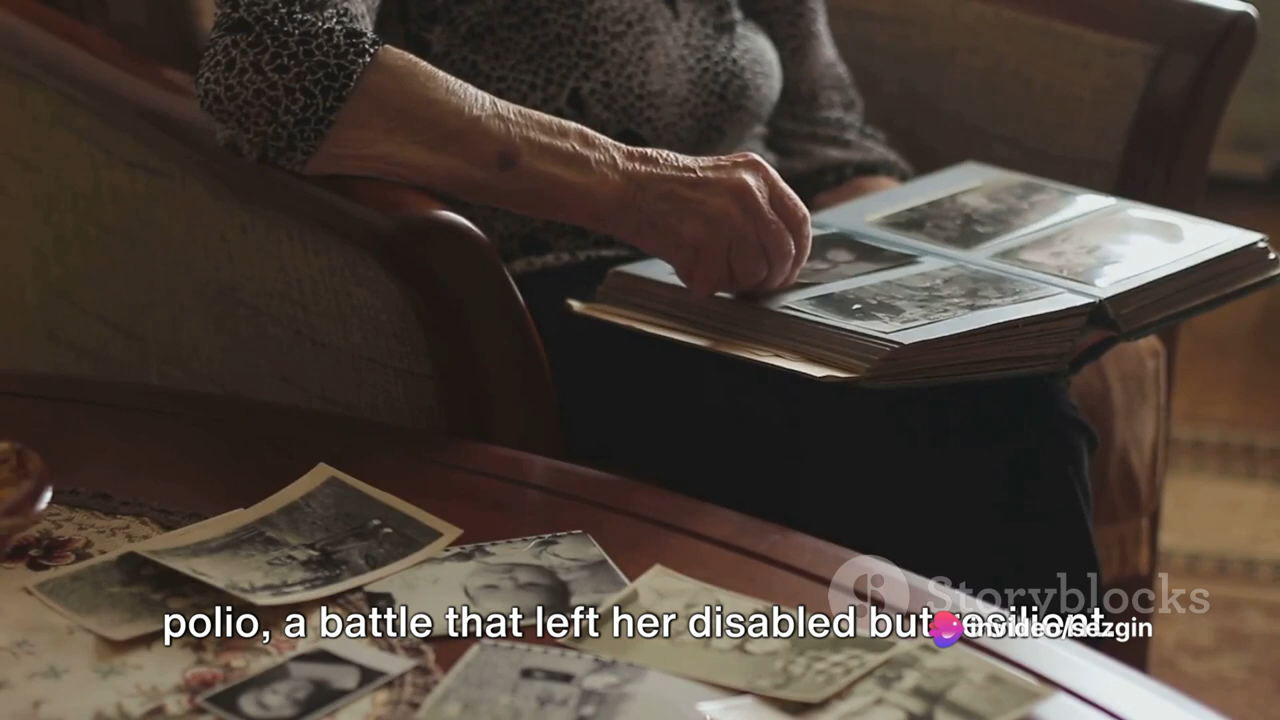 Storyblocks
polio, a battle that left her disabled but resilient
invideo/sezgin